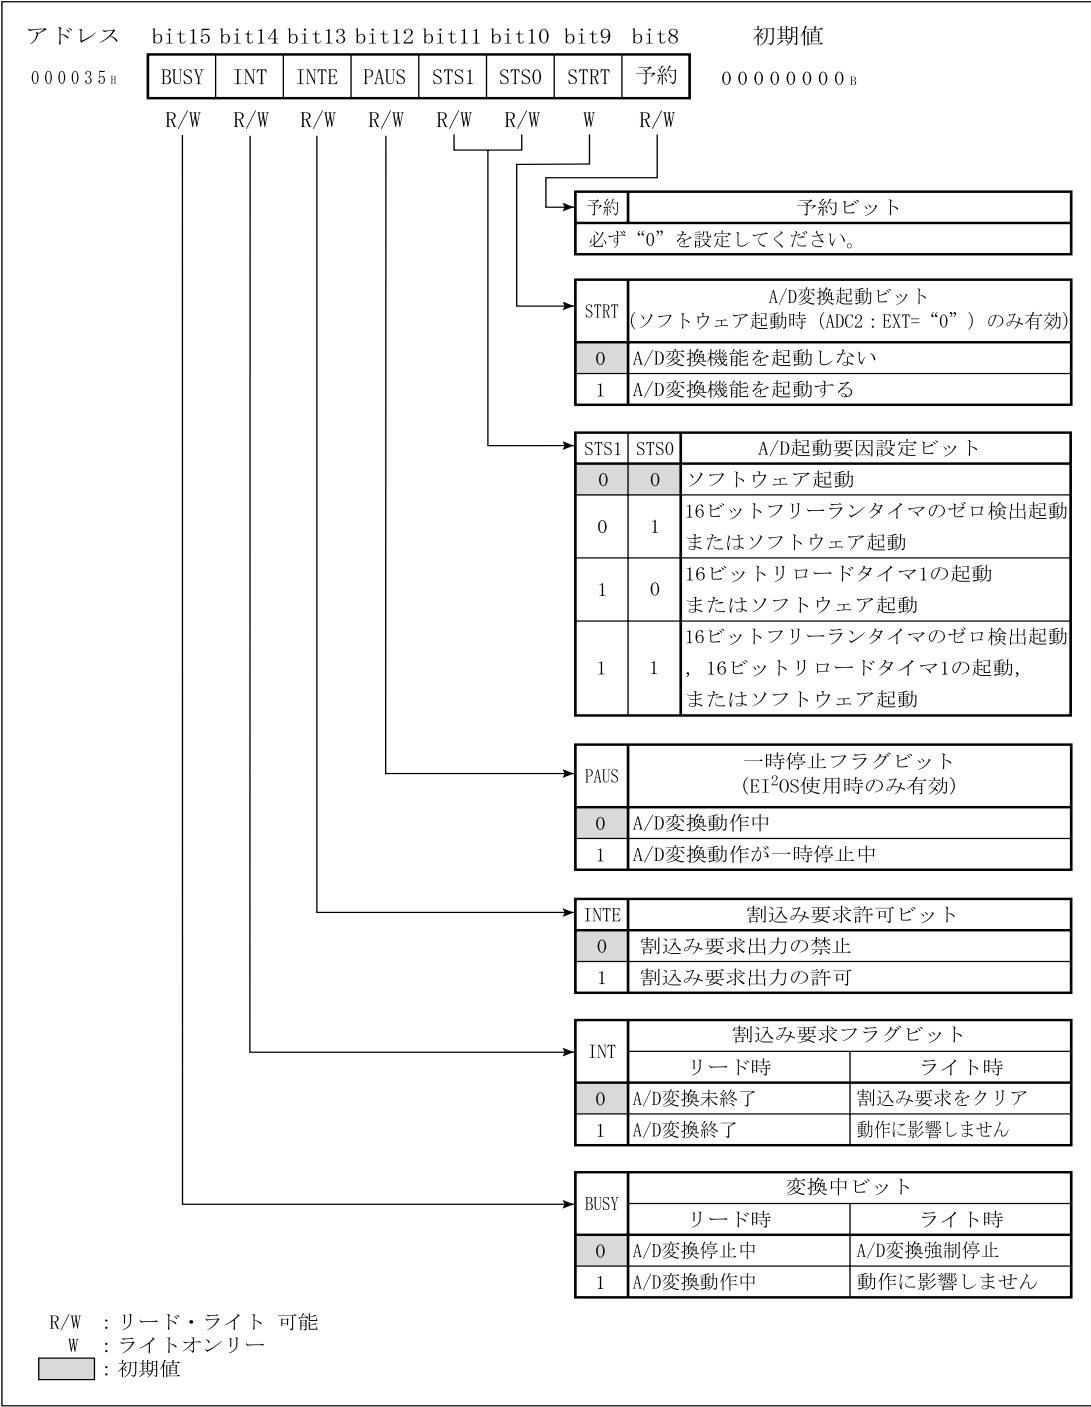 アドレス bit15 bit14 bit13 bit12 bit11 bit10 bit9 bit8 初期値
000035H BUSY INT INTE PAUS STS1 STS0 STRT 予約 00000000B
R/W R/W R/W R/W R/W R/W W R/W
予約 予約ビット
必ず“0”を設定してください。
STRT A/D変換起動ビット
(ソフトウェア起動時（ADC2：EXT=“0”）のみ有効)
0 A/D変換機能を起動しない
1 A/D変換機能を起動する
STS1 STS0 A/D起動要因設定ビット
0 0 ソフトウェア起動
0 1 16ビットフリーランタイマのゼロ検出起動
またはソフトウェア起動
1 0 16ビットリロードタイマ1の起動
またはソフトウェア起動
1 1 16ビットフリーランタイマのゼロ検出起動
，16ビットリロードタイマ1の起動，
またはソフトウェア起動
PAUS 一時停止フラグビット
(EI²OS使用時のみ有効)
0 A/D変換動作中
1 A/D変換動作が一時停止中
INTE 割込み要求許可ビット
0 割込み要求出力の禁止
1 割込み要求出力の許可
INT 割込み要求フラグビット
リード時 ライト時
0 A/D変換未終了 割込み要求をクリア
1 A/D変換終了 動作に影響しません
BUSY 変換中ビット
リード時 ライト時
0 A/D変換停止中 A/D変換強制停止
1 A/D変換動作中 動作に影響しません
R/W ：リード・ライト 可能
W ：ライトオンリー
：初期値